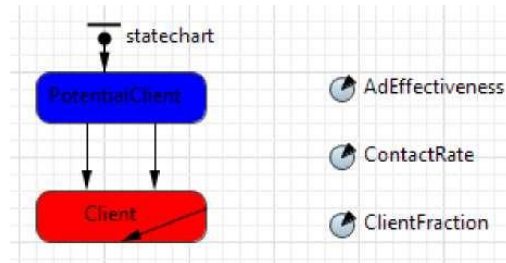 statechart
PotentialClient
AdEffectiveness
ContactRate
Client
ClientFraction